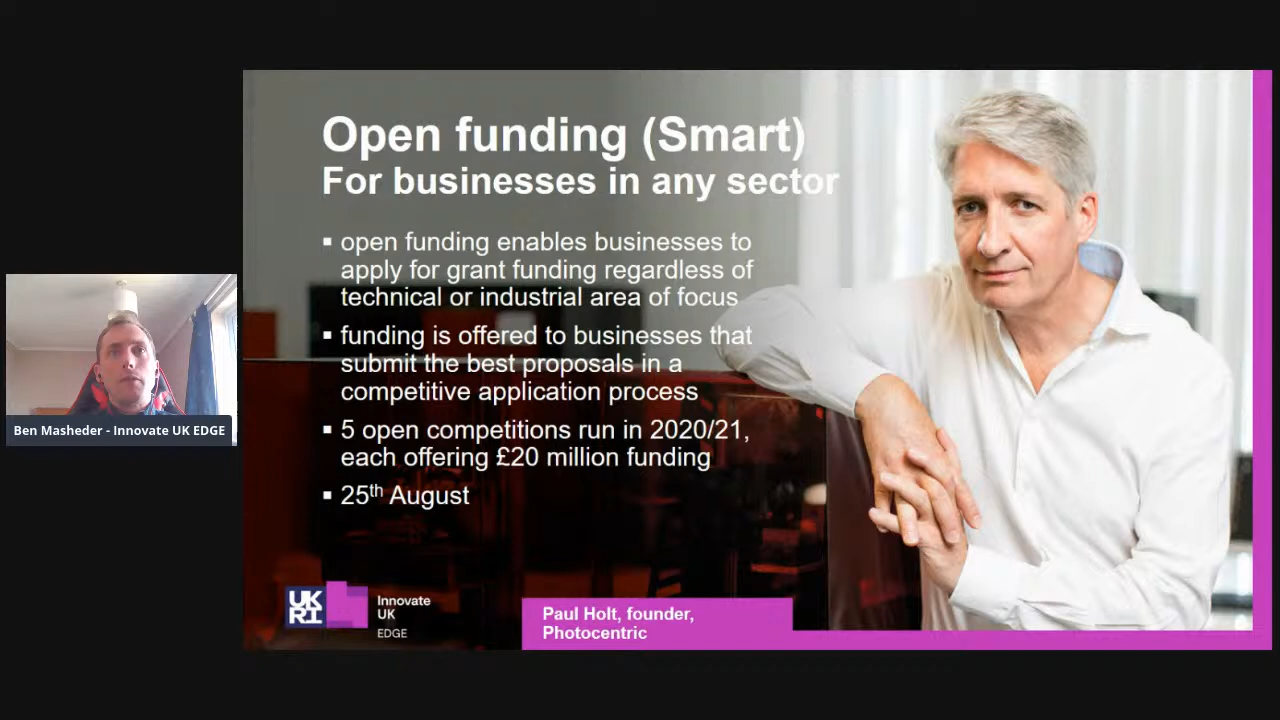 Open funding (Smart)
For businesses in any sector
▪ open funding enables businesses to
apply for grant funding regardless of
technical or industrial area of focus
▪ funding is offered to businesses that
submit the best proposals in a
competitive application process
▪ 5 open competitions run in 2020/21,
each offering £20 million funding
▪ 25th August
Ben Masheder - Innovate UK EDGE
UK
RI
Innovate
UK
EDGE
Paul Holt, founder,
Photocentric